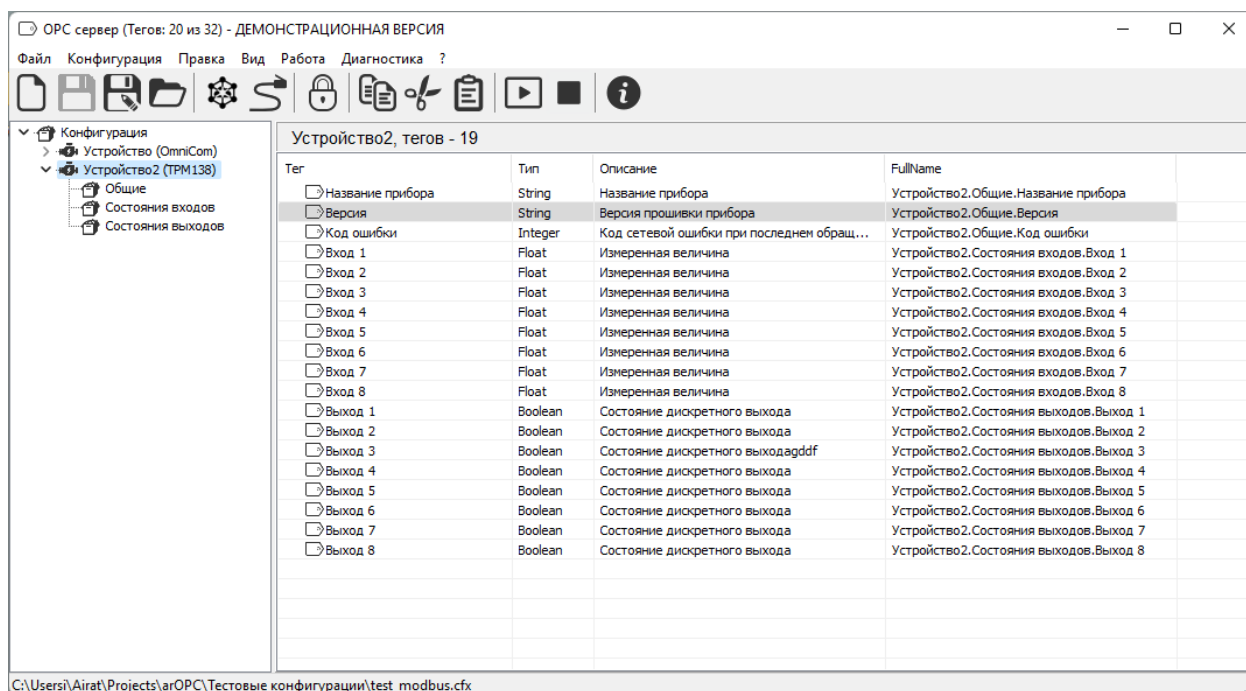 ОРС сервер (Тегов: 20 из 32) - ДЕМОНСТРАЦИОННАЯ ВЕРСИЯ
Файл Конфигурация Правка Вид Работа Диагностика ?
Конфигурация
Устройство (OmniCom)
Устройство2 (ТРМ138)
Общие
Состояния входов
Состояния выходов
Устройство2, тегов - 19
Тег Тип Описание FullName
Название прибора String Название прибора Устройство2.Общие.Название прибора
Версия String Версия прошивки прибора Устройство2.Общие.Версия
Код ошибки Integer Код сетевой ошибки при последнем обращ... Устройство2.Общие.Код ошибки
Вход 1 Float Измеренная величина Устройство2.Состояния входов.Вход 1
Вход 2 Float Измеренная величина Устройство2.Состояния входов.Вход 2
Вход 3 Float Измеренная величина Устройство2.Состояния входов.Вход 3
Вход 4 Float Измеренная величина Устройство2.Состояния входов.Вход 4
Вход 5 Float Измеренная величина Устройство2.Состояния входов.Вход 5
Вход 6 Float Измеренная величина Устройство2.Состояния входов.Вход 6
Вход 7 Float Измеренная величина Устройство2.Состояния входов.Вход 7
Вход 8 Float Измеренная величина Устройство2.Состояния входов.Вход 8
Выход 1 Boolean Состояние дискретного выхода Устройство2.Состояния выходов.Выход 1
Выход 2 Boolean Состояние дискретного выхода Устройство2.Состояния выходов.Выход 2
Выход 3 Boolean Состояние дискретного выходаgddf Устройство2.Состояния выходов.Выход 3
Выход 4 Boolean Состояние дискретного выхода Устройство2.Состояния выходов.Выход 4
Выход 5 Boolean Состояние дискретного выхода Устройство2.Состояния выходов.Выход 5
Выход 6 Boolean Состояние дискретного выхода Устройство2.Состояния выходов.Выход 6
Выход 7 Boolean Состояние дискретного выхода Устройство2.Состояния выходов.Выход 7
Выход 8 Boolean Состояние дискретного выхода Устройство2.Состояния выходов.Выход 8
C:\Usersi\Airat\Projects\arOPC\Тестовые конфигурации\test_modbus.cfx